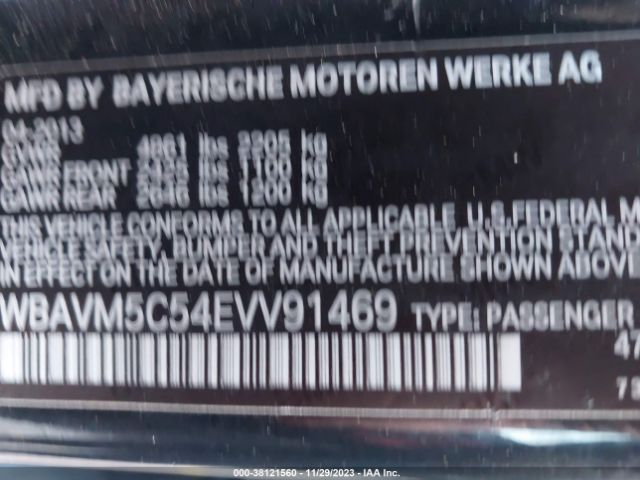 MFD BY BAYERISCHE MOTOREN WERKE AG
04-2013
GVWR 4861 lbs 2205 kg
GAWR FRONT 2425 lbs 1100 kg
GAWR REAR 2646 lbs 1200 kg
THIS VEHICLE CONFORMS TO ALL APPLICABLE U.S.FEDERAL M
VEHICLE SAFETY, BUMPER AND THEFT PREVENTION STAND
IN EFFECT ON THE DATE OF MANUFACTURE SHOWN ABO
WBAVM5C54EVV91469 TYPE: PASSENGER
47
000-38121560 - 11/29/2023 - IAA Inc.